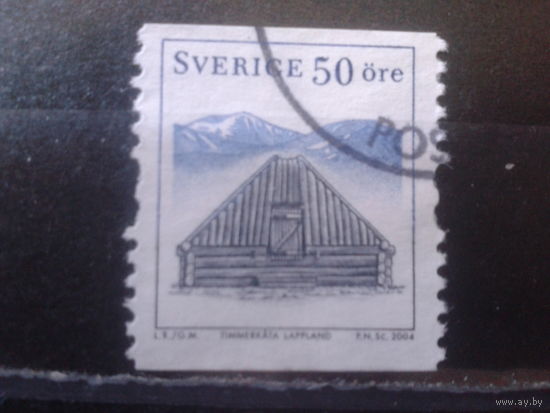 SVERIGE 50 öre
POS
L.S./G.M. TIMMERKÅTA LAPPLAND P.N. SC. 2004
www.ay.by